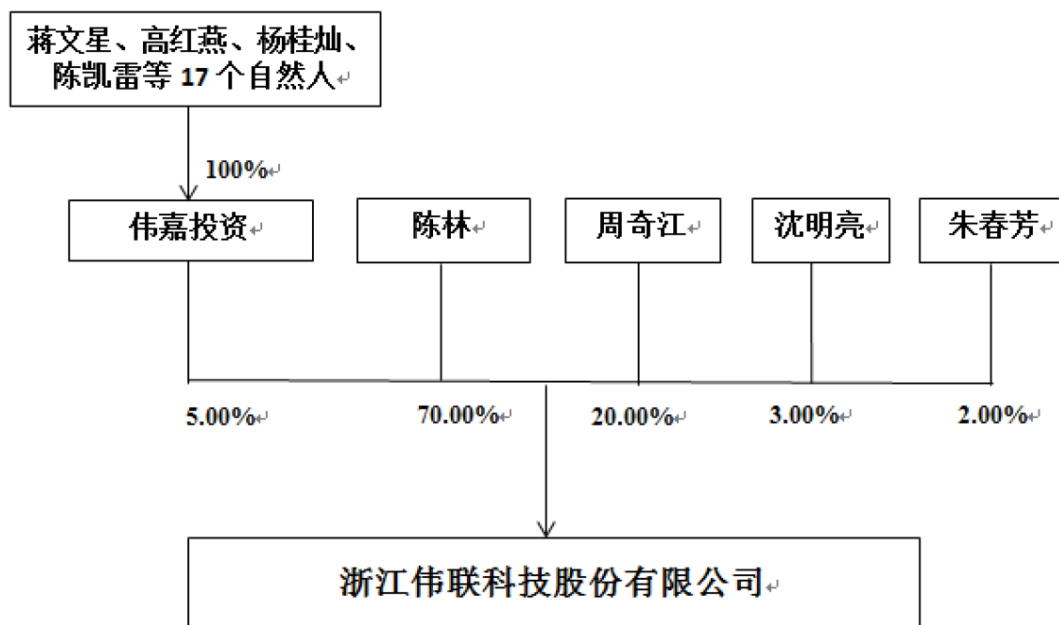 蒋文星、高红燕、杨桂灿、
陈凯雷等 17 个自然人↵
100%↵
伟嘉投资↵
陈林↵
周奇江↵
沈明亮↵
朱春芳↵
5.00%↵
70.00%↵
20.00%↵
3.00%↵
2.00%↵
浙江伟联科技股份有限公司↵